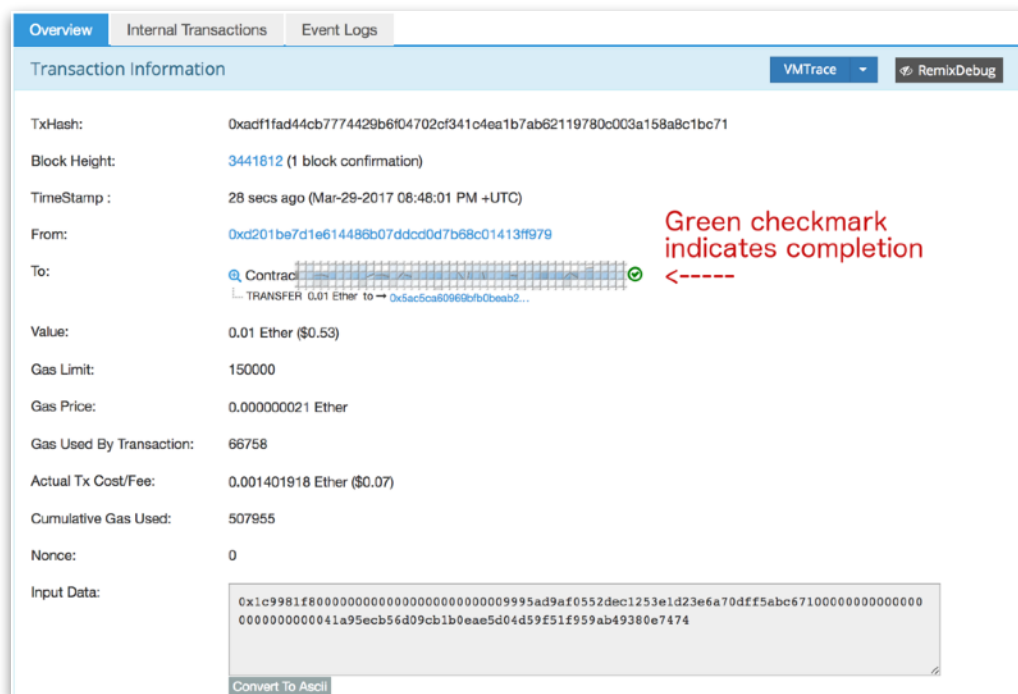 Overview Internal Transactions Event Logs
Transaction Information VMTrace RemixDebug
TxHash: 0xadf1fad44cb7774429b6f04702cf341c4ea1b7ab62119780c003a158a8c1bc71
Block Height: 3441812 (1 block confirmation)
TimeStamp : 28 secs ago (Mar-29-2017 08:48:01 PM +UTC)
From: 0xd201be7d1e614486b07ddcd0d7b68c01413ff979
Green checkmark
indicates completion
<-----
To: Contrac
TRANSFER 0.01 Ether to → 0x5ac5ca60969bfb0beab2...
Value: 0.01 Ether ($0.53)
Gas Limit: 150000
Gas Price: 0.000000021 Ether
Gas Used By Transaction: 66758
Actual Tx Cost/Fee: 0.001401918 Ether ($0.07)
Cumulative Gas Used: 507955
Nonce: 0
Input Data: 0x1c9981f80000000000000000000000009995ad9af0552dec1253e1d23e6a70dff5abc67100000000000000
0000000000041a95ecb56d09cb1b0eae5d04d59f51f959ab49380e7474
Convert To Ascii